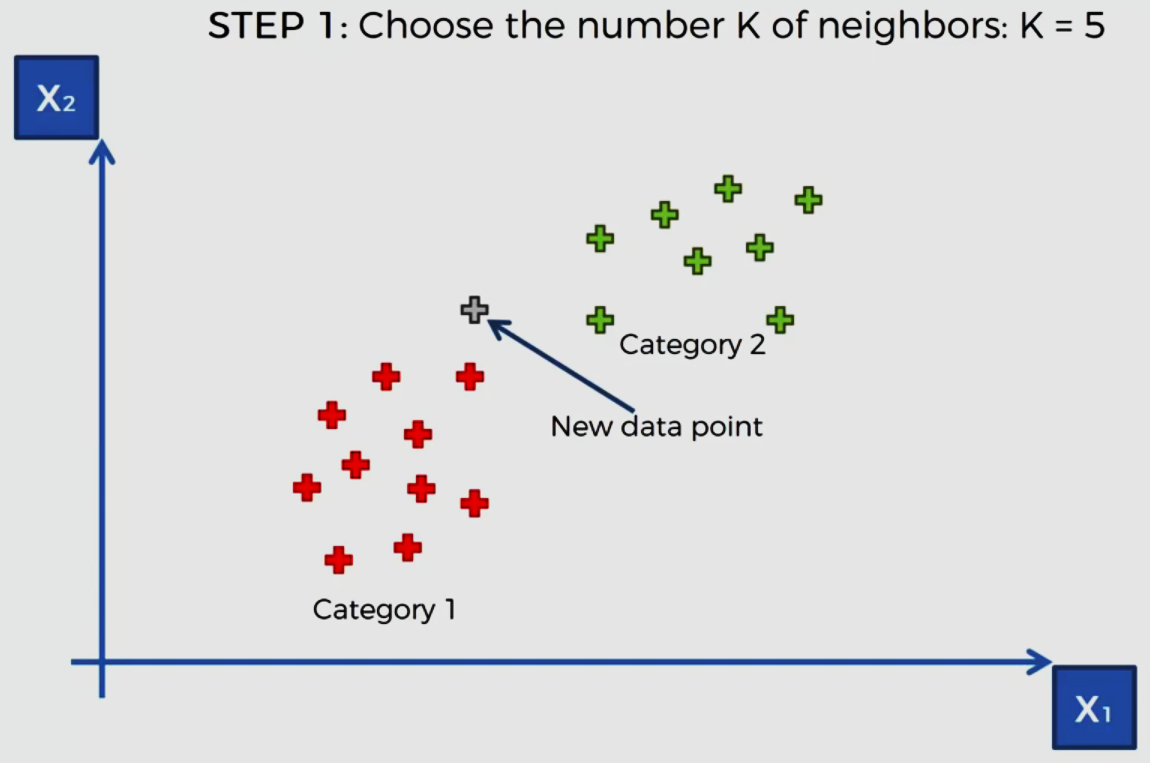 STEP 1: Choose the number K of neighbors: K = 5
X2
Category 2
New data point
Category 1
X1